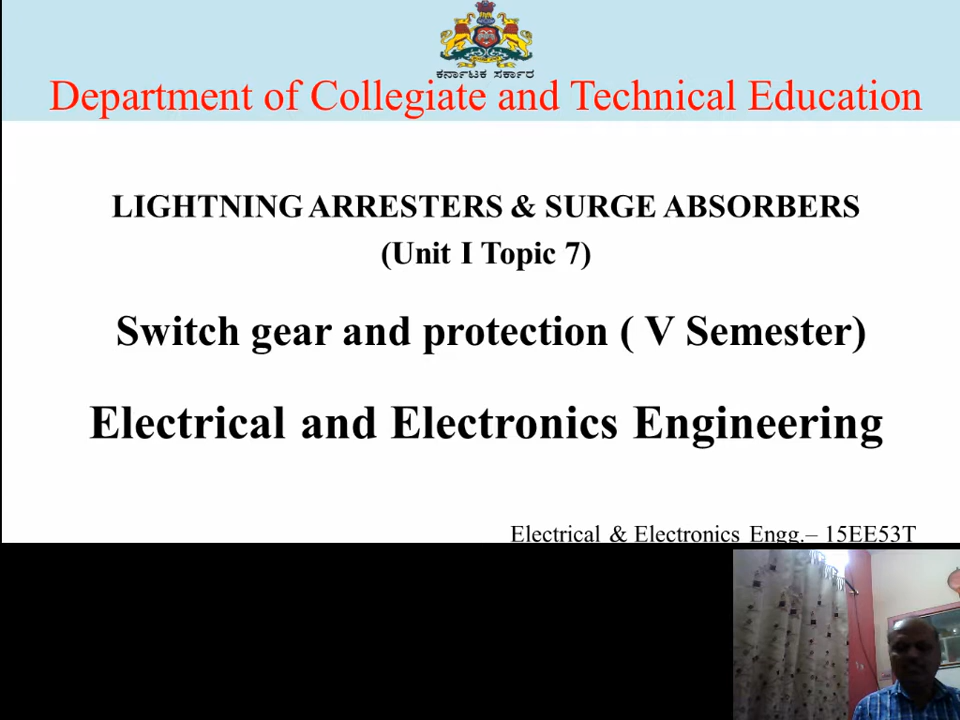 ಕರ್ನಾಟಕ ಸರ್ಕಾರ
Department of Collegiate and Technical Education
LIGHTNING ARRESTERS & SURGE ABSORBERS
(Unit I Topic 7)
Switch gear and protection ( V Semester)
Electrical and Electronics Engineering
Electrical & Electronics Engg.– 15EE53T